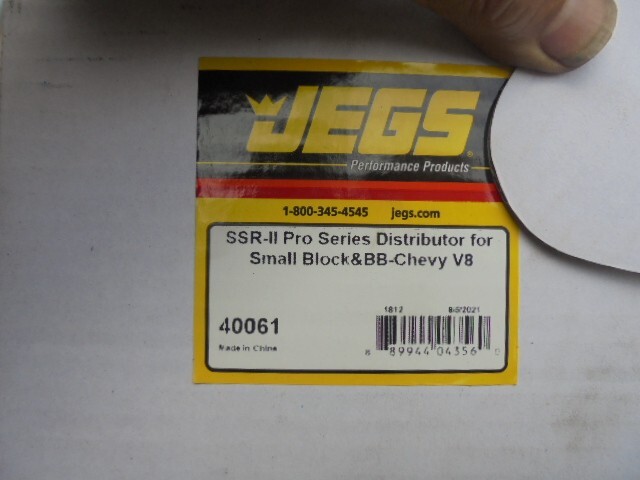 JEGS
Performance Products
1-800-345-4545 jegs.com
SSR-II Pro Series Distributor for
Small Block&BB-Chevy V8
1812 8/5/2021
40061
Made in China
8 89944 04356 0